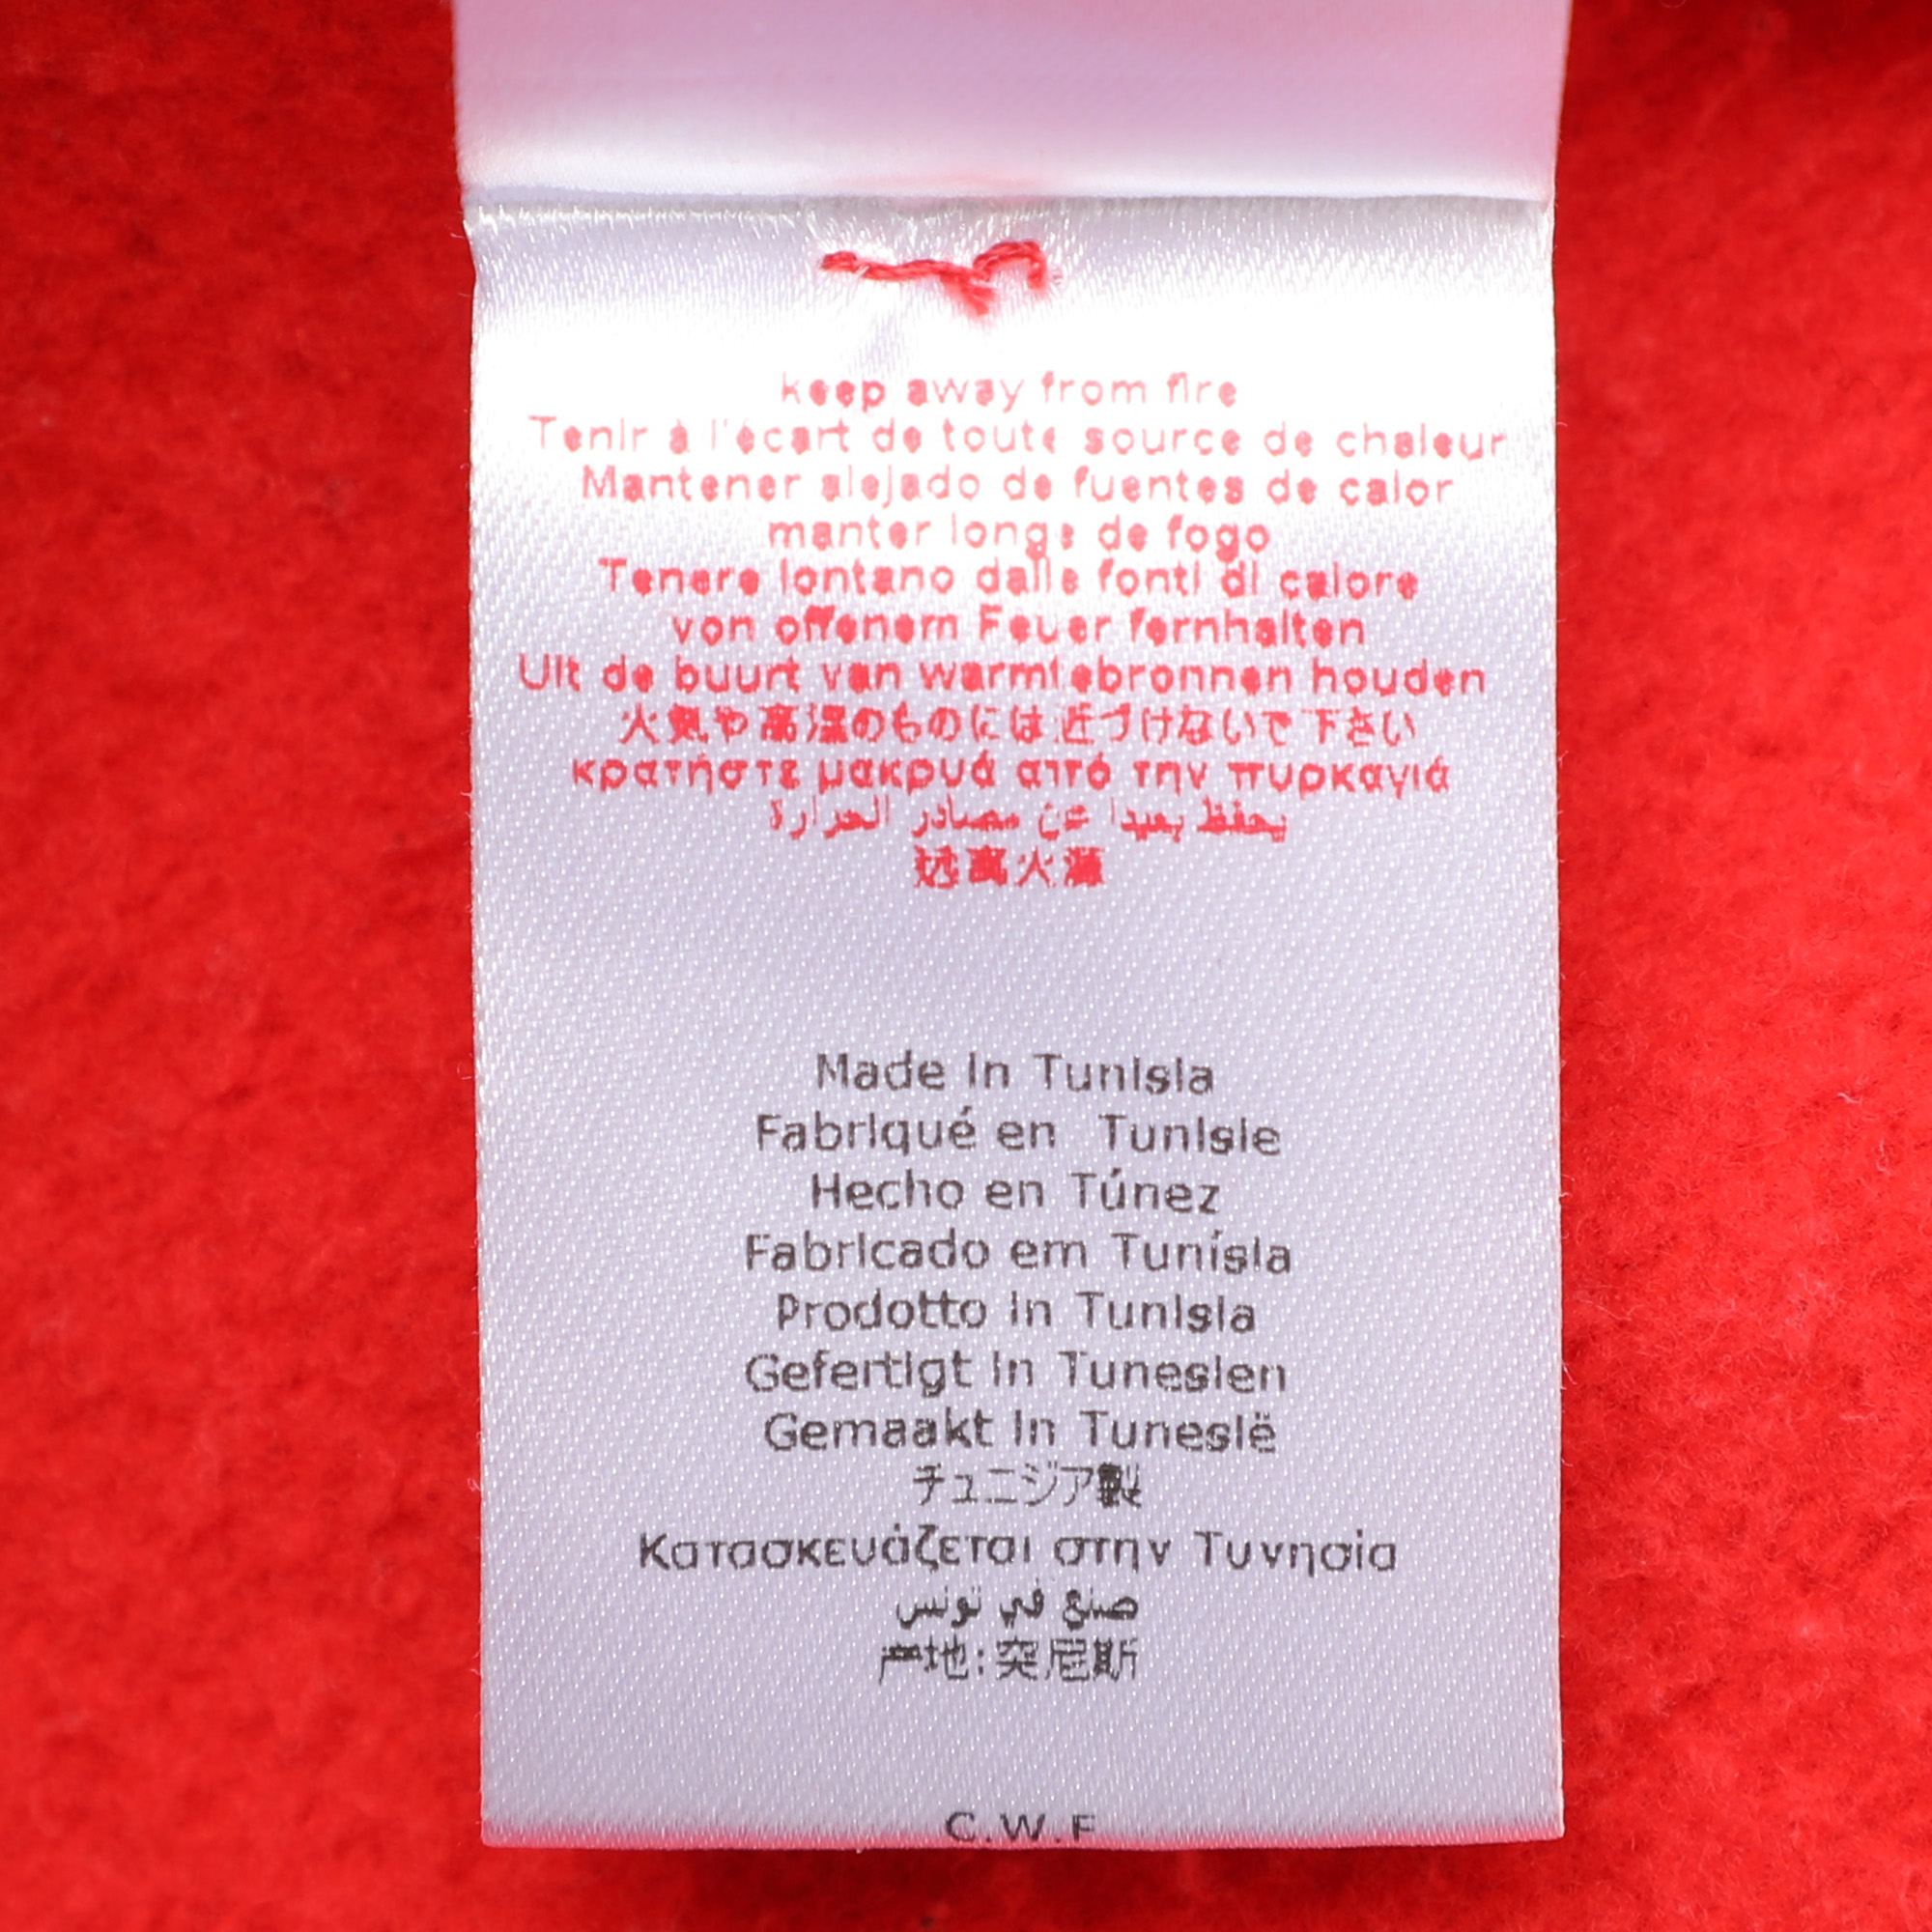 keep away from fire
Tenir à l'écart de toute source de chaleur
Mantener alejado de fuentes de calor
manter longe de fogo
Tenere lontano dalle fonti di calore
von offenem Feuer fernhalten
Uit de buurt van warmtebronnen houden
火気や高温のものには近づけないで下さい
κρατήστε μακρυά από την πυρκαγιά
يحفظ بعيدا عن مصادر الحرارة
远离火源
Made in Tunisia
Fabriqué en Tunisie
Hecho en Túnez
Fabricado em Tunísia
Prodotto in Tunisia
Gefertigt in Tunesien
Gemaakt in Tunesië
チュニジア製
Κατασκευάζεται στην Τυνησία
صنع في تونس
产地:突尼斯
C.W.F